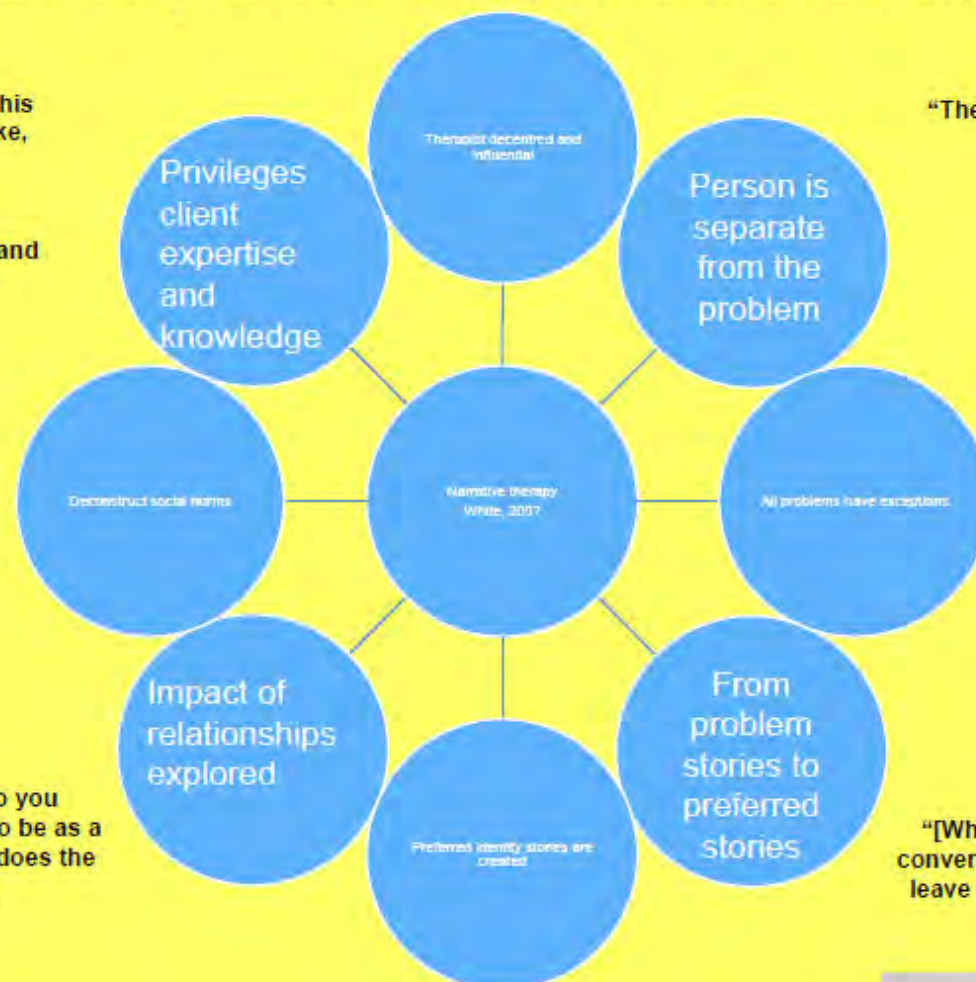 his
ke,
and
"The
Therapist decentred and
influential
Privileges
client
expertise
and
knowledge
Person is
separate
from the
problem
Deconstruct social norms
Narrative therapy
White, 2007
All problems have exceptions
Impact of
relationships
explored
From
problem
stories to
preferred
stories
Preferred identity stories are
created
o you
o be as a
does the
"[Wh
conver
leave